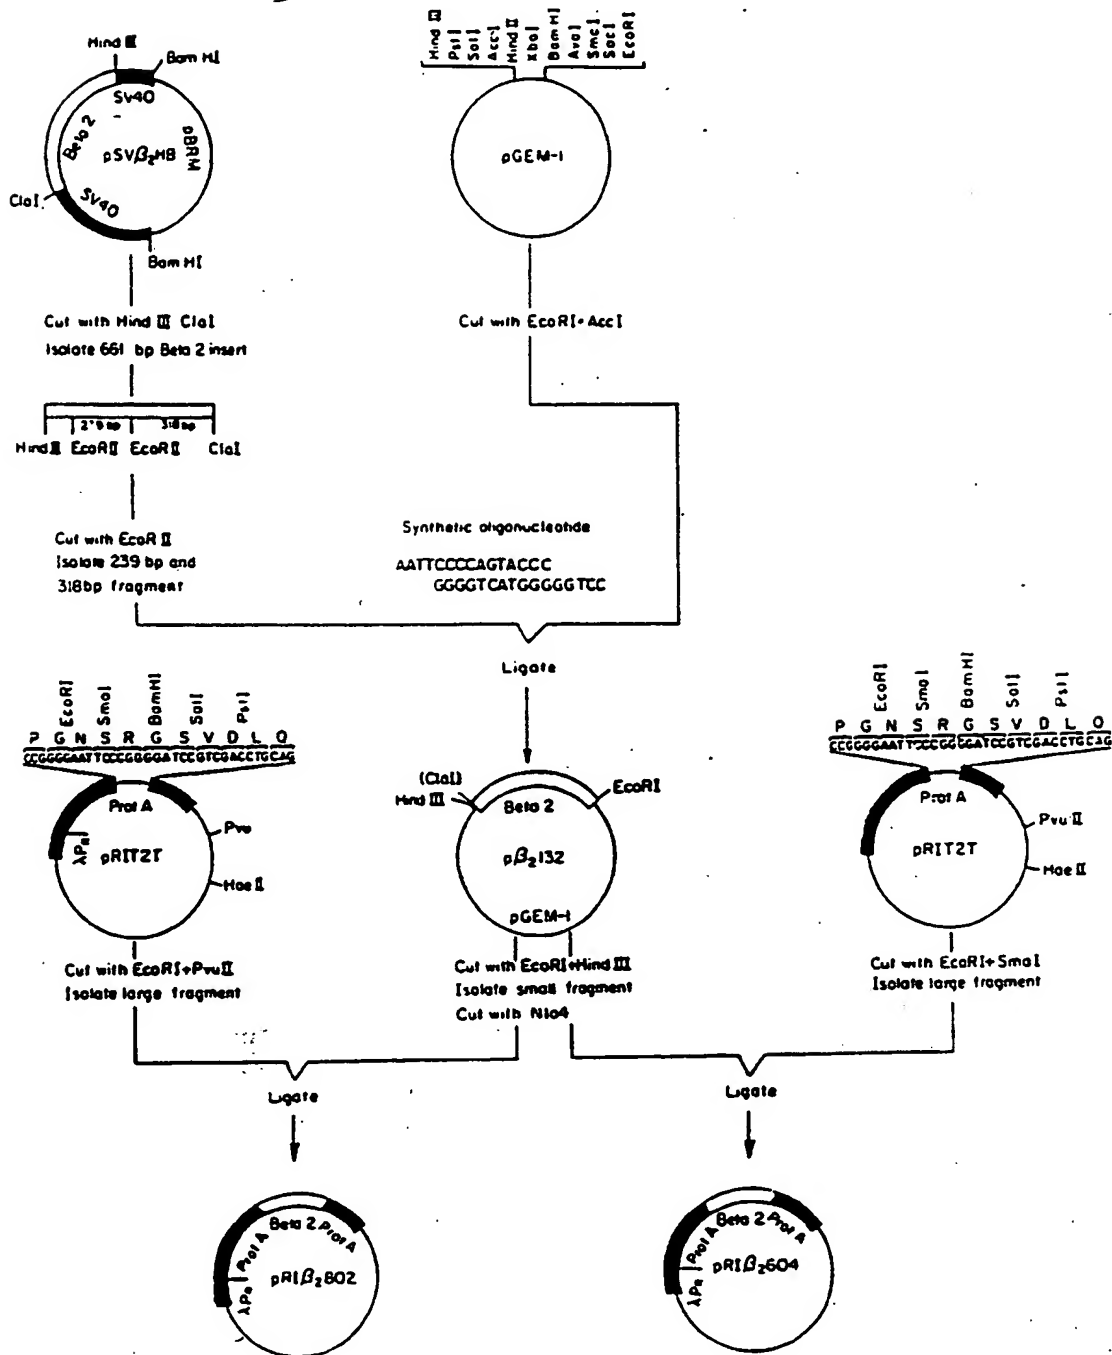 Hind III
Bam HI
SV40
Beta 2
pBRM
pSVβ₂HB
ClaI
SV40
Bam HI
Hind II
PstI
SalI
Acc-I
Hind II
XbaI
BamHI
AvaI
SmcI
SacI
EcoRI
pGEM-1
Cut with Hind III ClaI
Isolate 661 bp Beta 2 insert
Cut with EcoRI+AccI
318bp
Hind III EcoRII EcoRII ClaI
Cut with EcoR II
Isolate 239 bp and
318bp fragment
Synthetic oligonucleotide
AATTCCCCAGTACCC
GGGGTCATGGGGGTCC
Ligate
EcoRI
SmaI
BamHI
SalI
PstI
P G N S R G S V D L Q
CCGGGGAATTCCCGGGGATCCGTCGACCTGCAG
Prot A
λPR
pRIT2T
Pvu
Hae II
Cut with EcoRI+PvuII
Isolate large fragment
(ClaI)
Hind III
EcoRI
Beta 2
pβ₂132
pGEM-1
Cut with EcoRI+Hind III
Isolate small fragment
Cut with Nla4
EcoRI
SmaI
BamHI
SalI
PstI
P G N S R G S V D L Q
CCGGGGAATTCCCGGGGATCCGTCGACCTGCAG
Prot A
pRIT2T
Pvu II
Hae II
Cut with EcoRI+SmaI
Isolate large fragment
Ligate
Ligate
Beta 2
Prot A
Prot A
λPR
pRIβ₂802
Beta 2
Prot A
Prot A
λPR
pRIβ₂604